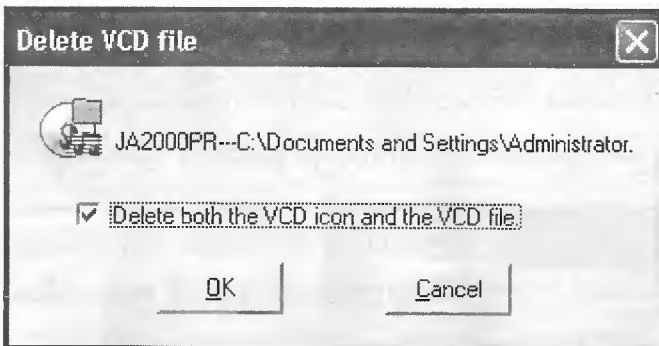 Delete VCD file
JA2000PR---C:\Documents and Settings\Administrator.
Delete both the VCD icon and the VCD file.
OK
Cancel